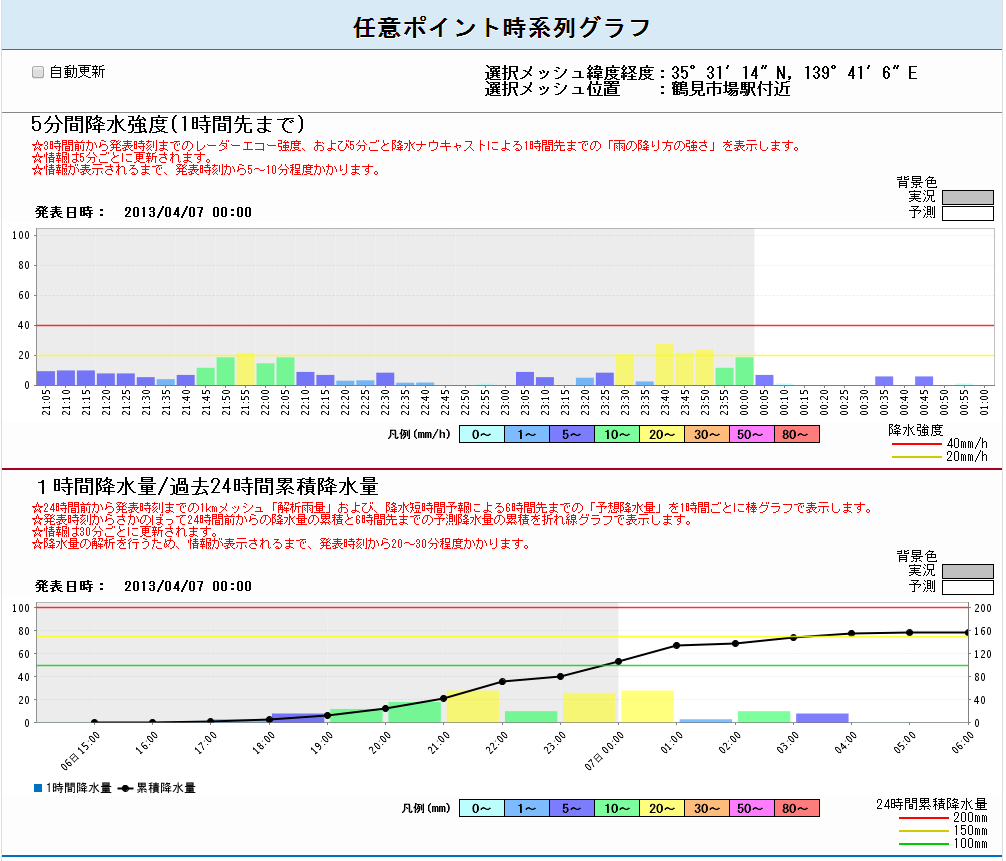 任意ポイント時系列グラフ
自動更新
選択メッシュ緯度経度：35° 31′ 14″ N, 139° 41′ 6″ E
選択メッシュ位置　　：鶴見市場駅付近
5分間降水強度(1時間先まで)
☆3時間前から発表時刻までのレーダーエコー強度、および5分ごと降水ナウキャストによる1時間先までの「雨の降り方の強さ」を表示します。
☆情報は5分ごとに更新されます。
☆情報が表示されるまで、発表時刻から5～10分程度かかります。
背景色
実況
予測
発表日時： 2013/04/07 00:00
100
80
60
40
20
0
21:05 21:10 21:15 21:20 21:25 21:30 21:35 21:40 21:45 21:50 21:55 22:00 22:05 22:10 22:15 22:20 22:25 22:30 22:35 22:40 22:45 22:50 22:55 23:00 23:05 23:10 23:15 23:20 23:25 23:30 23:35 23:40 23:45 23:50 23:55 00:00 00:05 00:10 00:15 00:20 00:25 00:30 00:35 00:40 00:45 00:50 00:55 01:00
凡例(mm/h) 0～ 1～ 5～ 10～ 20～ 30～ 50～ 80～
降水強度
40mm/h
20mm/h
１時間降水量/過去24時間累積降水量
☆24時間前から発表時刻までの1kmメッシュ「解析雨量」および、降水短時間予報による6時間先までの「予想降水量」を1時間ごとに棒グラフで表示します。
☆発表時刻からさかのぼって24時間前からの降水量の累積と6時間先までの予測降水量の累積を折れ線グラフで表示します。
☆情報は30分ごとに更新されます。
☆降水量の解析を行うため、情報が表示されるまで、発表時刻から20～30分程度かかります。
背景色
実況
予測
発表日時： 2013/04/07 00:00
100 200
80 160
60 120
40 80
20 40
0 0
06日 15:00 16:00 17:00 18:00 19:00 20:00 21:00 22:00 23:00 07日 00:00 01:00 02:00 03:00 04:00 05:00 06:00
1時間降水量 累積降水量
凡例(mm) 0～ 1～ 5～ 10～ 20～ 30～ 50～ 80～
24時間累積降水量
200mm
150mm
100mm